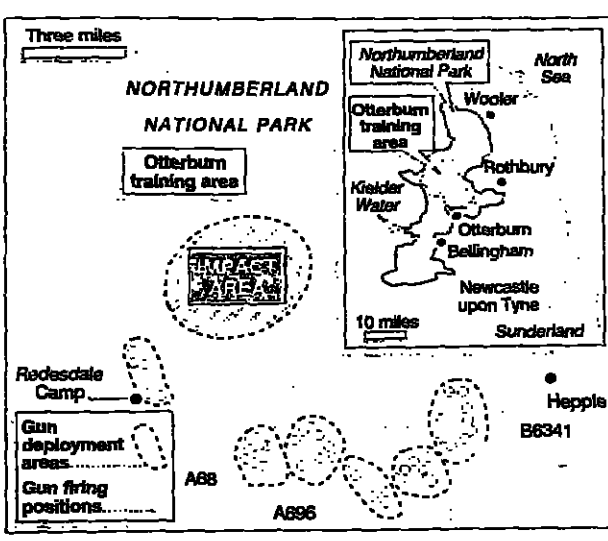 Three miles
NORTHUMBERLAND
NATIONAL PARK
Otterburn
training area
IMPACT
AREA
Redesdale
Camp
Gun
deployment
areas
Gun firing
positions
A68
A696
B6341
Hepple
Northumberland
National Park
North
Sea
Wooler
Otterburn
training
area
Rothbury
Kielder
Water
Otterburn
Bellingham
Newcastle
upon Tyne
10 miles
Sunderland